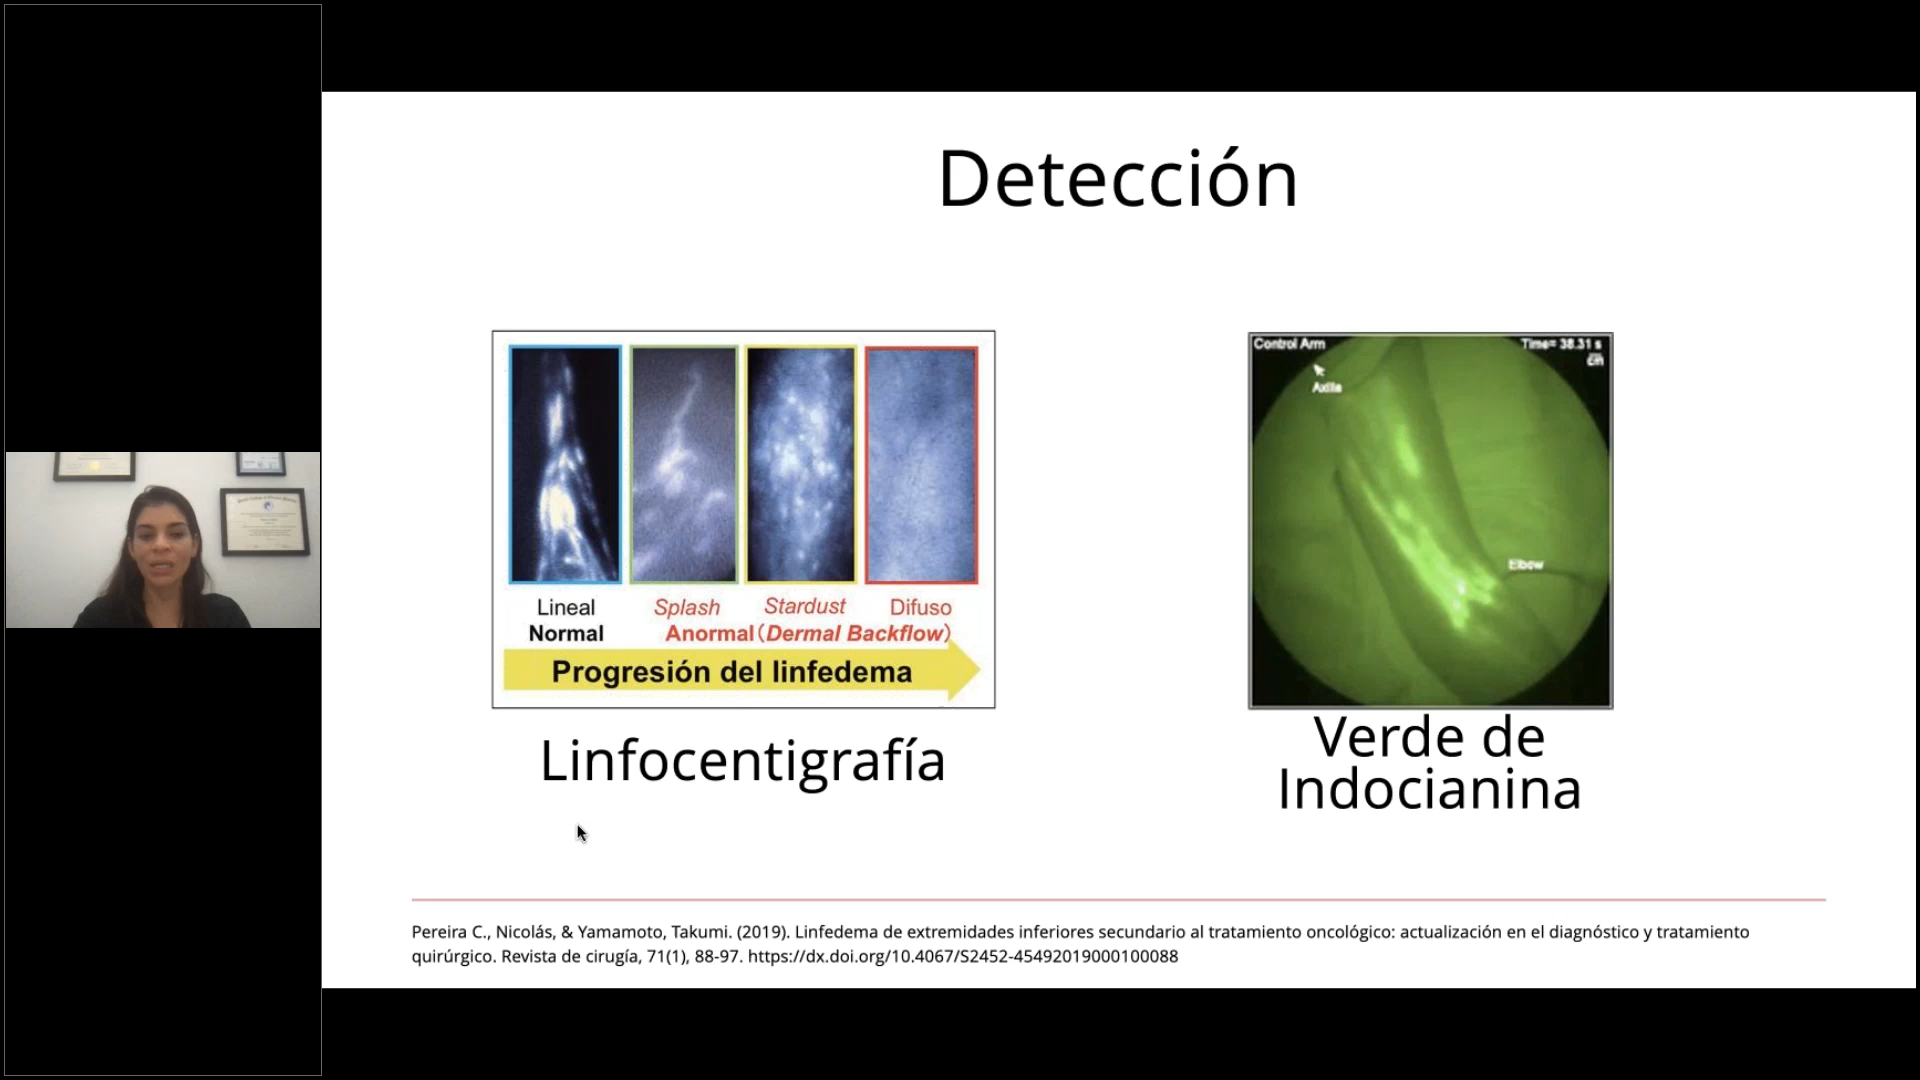 Detección
Lineal
Splash
Stardust
Difuso
Normal
Anormal (Dermal Backflow)
Progresión del linfedema
Linfocentigrafía
Control Arm
Time= 38.31 s
cm
Axilla
Elbow
Verde de
Indocianina
Pereira C., Nicolás, & Yamamoto, Takumi. (2019). Linfedema de extremidades inferiores secundario al tratamiento oncológico: actualización en el diagnóstico y tratamiento
quirúrgico. Revista de cirugía, 71(1), 88-97. https://dx.doi.org/10.4067/S2452-45492019000100088